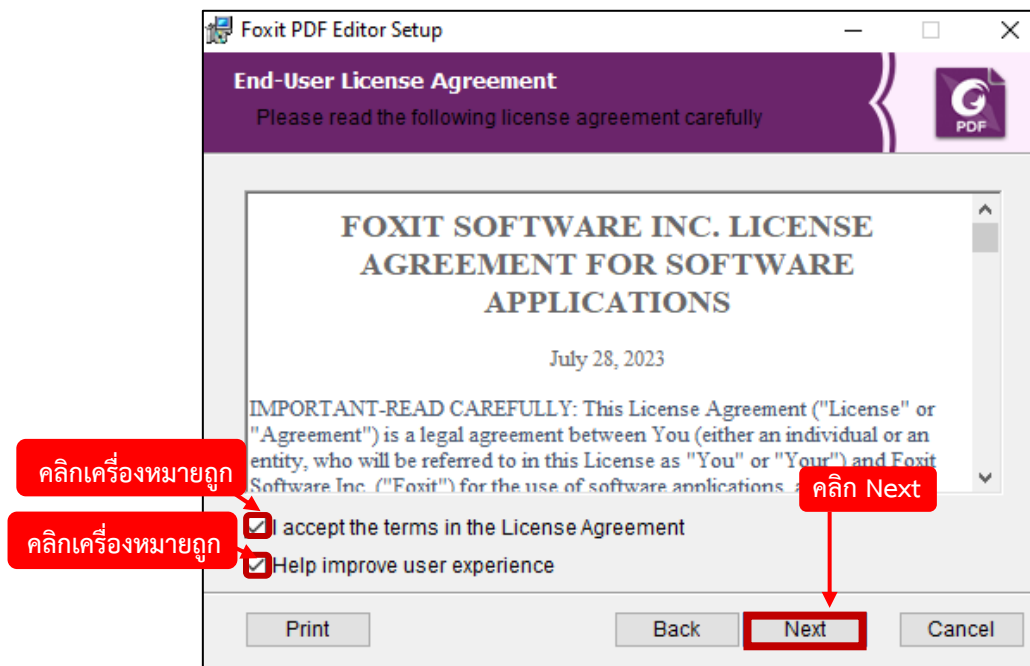 Foxit PDF Editor Setup
End-User License Agreement
Please read the following license agreement carefully
PDF
FOXIT SOFTWARE INC. LICENSE
AGREEMENT FOR SOFTWARE
APPLICATIONS
July 28, 2023
IMPORTANT-READ CAREFULLY: This License Agreement ("License" or
"Agreement") is a legal agreement between You (either an individual or an
entity, who will be referred to in this License as "You" or "Your") and Foxit
Software Inc. ("Foxit") for the use of software applications,
คลิกเครื่องหมายถูก
คลิก Next
I accept the terms in the License Agreement
คลิกเครื่องหมายถูก
Help improve user experience
Print
Back
Next
Cancel